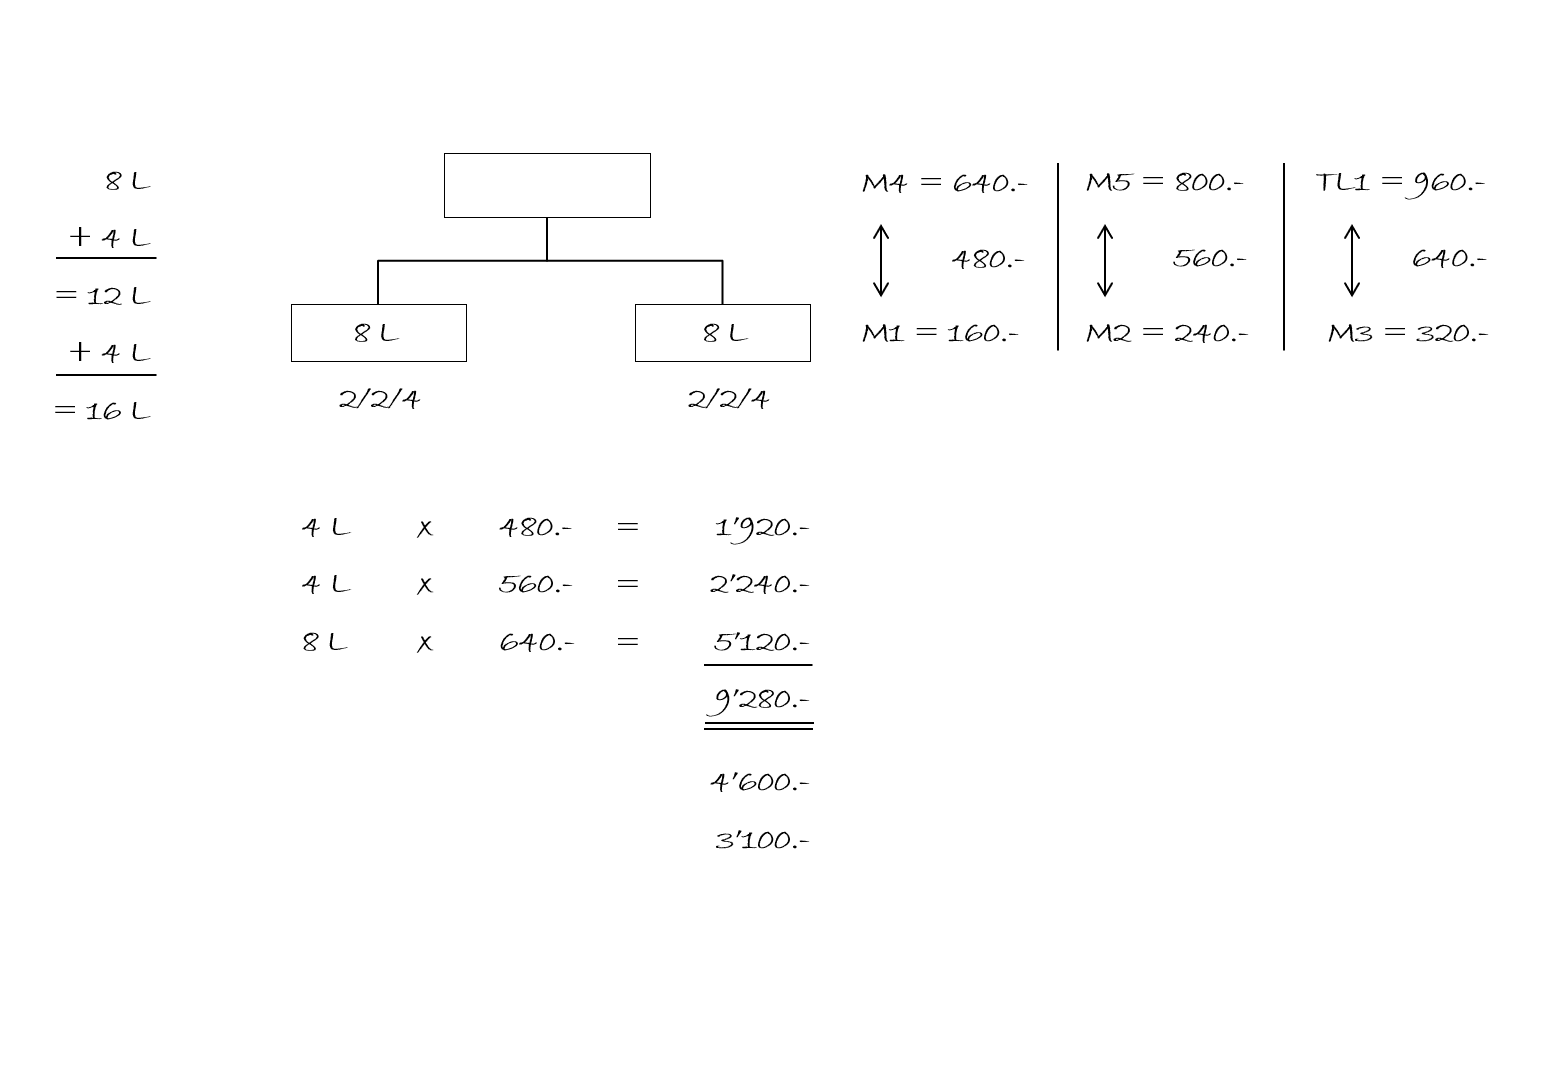 8 L
+ 4 L
= 12 L
+ 4 L
= 16 L
8 L
8 L
2/2/4
2/2/4
M4 = 640.-
480.-
M1 = 160.-
M5 = 800.-
560.-
M2 = 240.-
TL1 = 960.-
640.-
M3 = 320.-
4 L x 480.- = 1'920.-
4 L x 560.- = 2'240.-
8 L x 640.- = 5'120.-
9'280.-
4'600.-
3'100.-